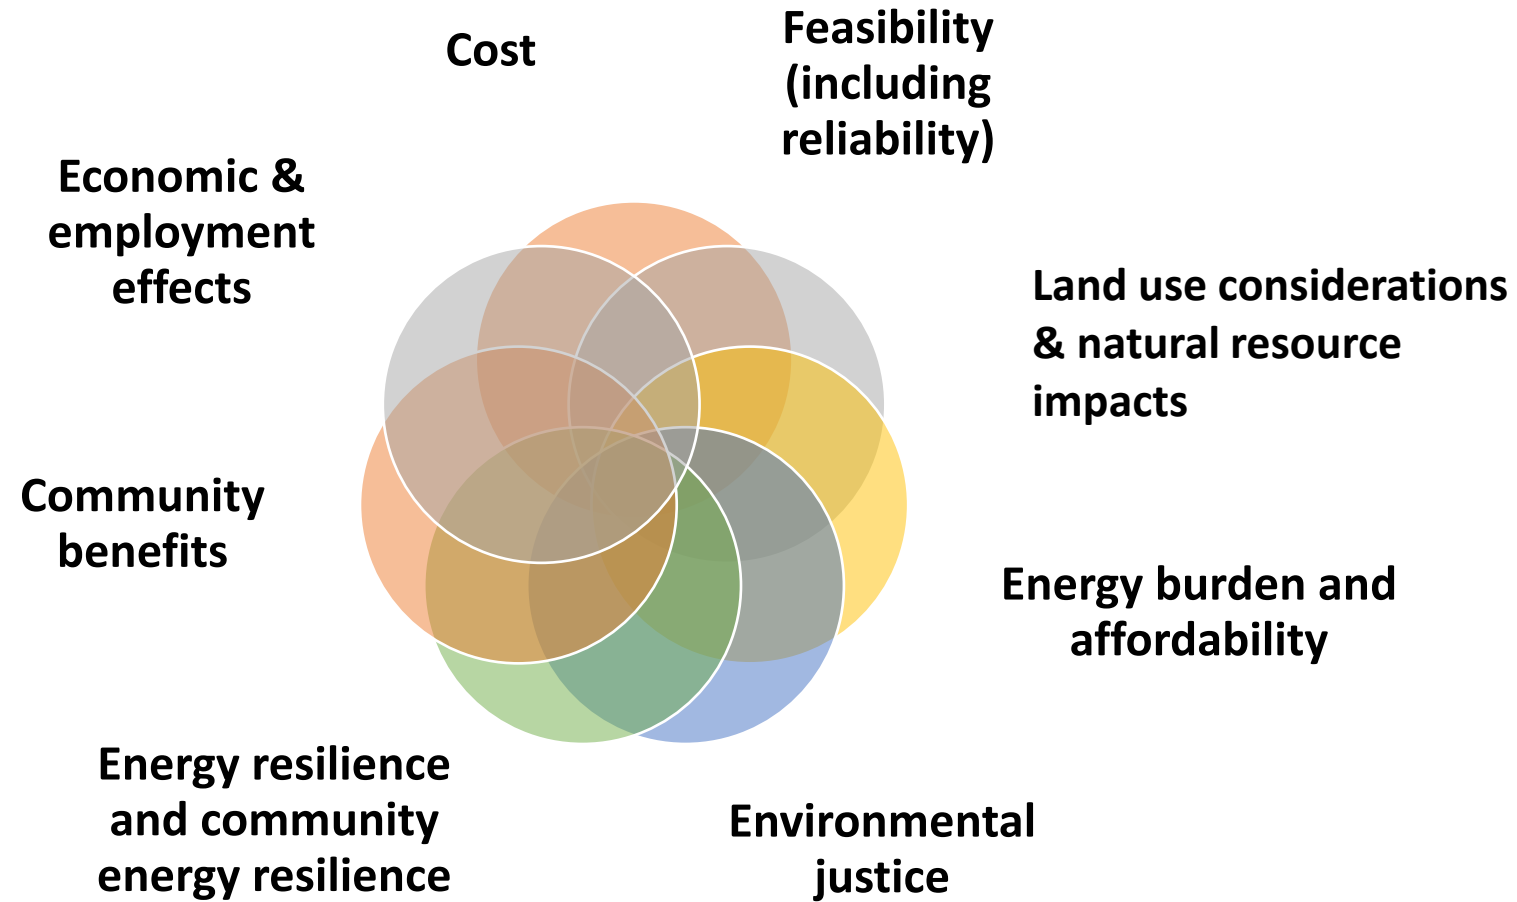 Cost
Feasibility
(including
reliability)
Economic &
employment
effects
Land use considerations
& natural resource
impacts
Community
benefits
Energy burden and
affordability
Energy resilience
and community
energy resilience
Environmental
justice